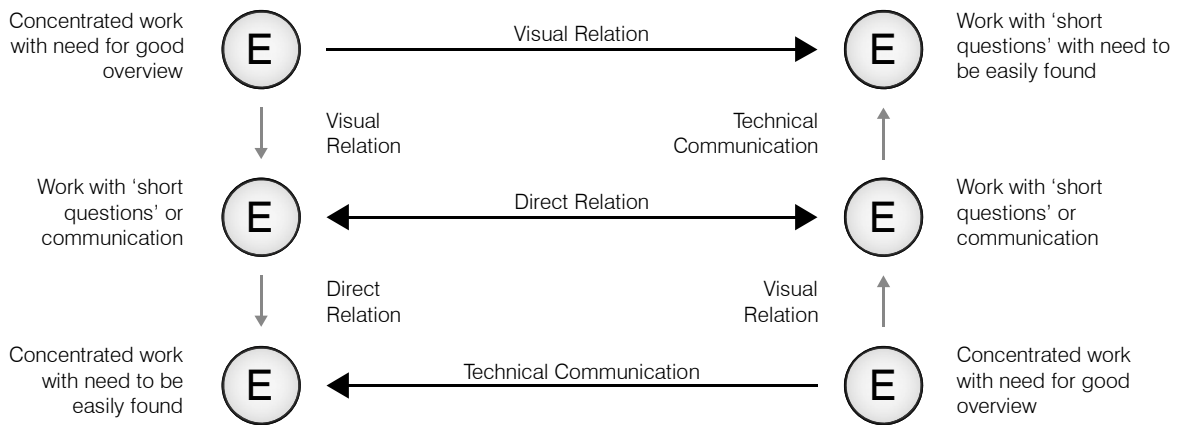 Concentrated work
with need for good
overview
E
Visual Relation
E
Work with ‘short
questions’ with need to
be easily found
Visual
Relation
Technical
Communication
Work with ‘short
questions’ or
communication
E
Direct Relation
E
Work with ‘short
questions’ or
communication
Direct
Relation
Visual
Relation
Concentrated work
with need to be
easily found
E
Technical Communication
E
Concentrated work
with need for good
overview